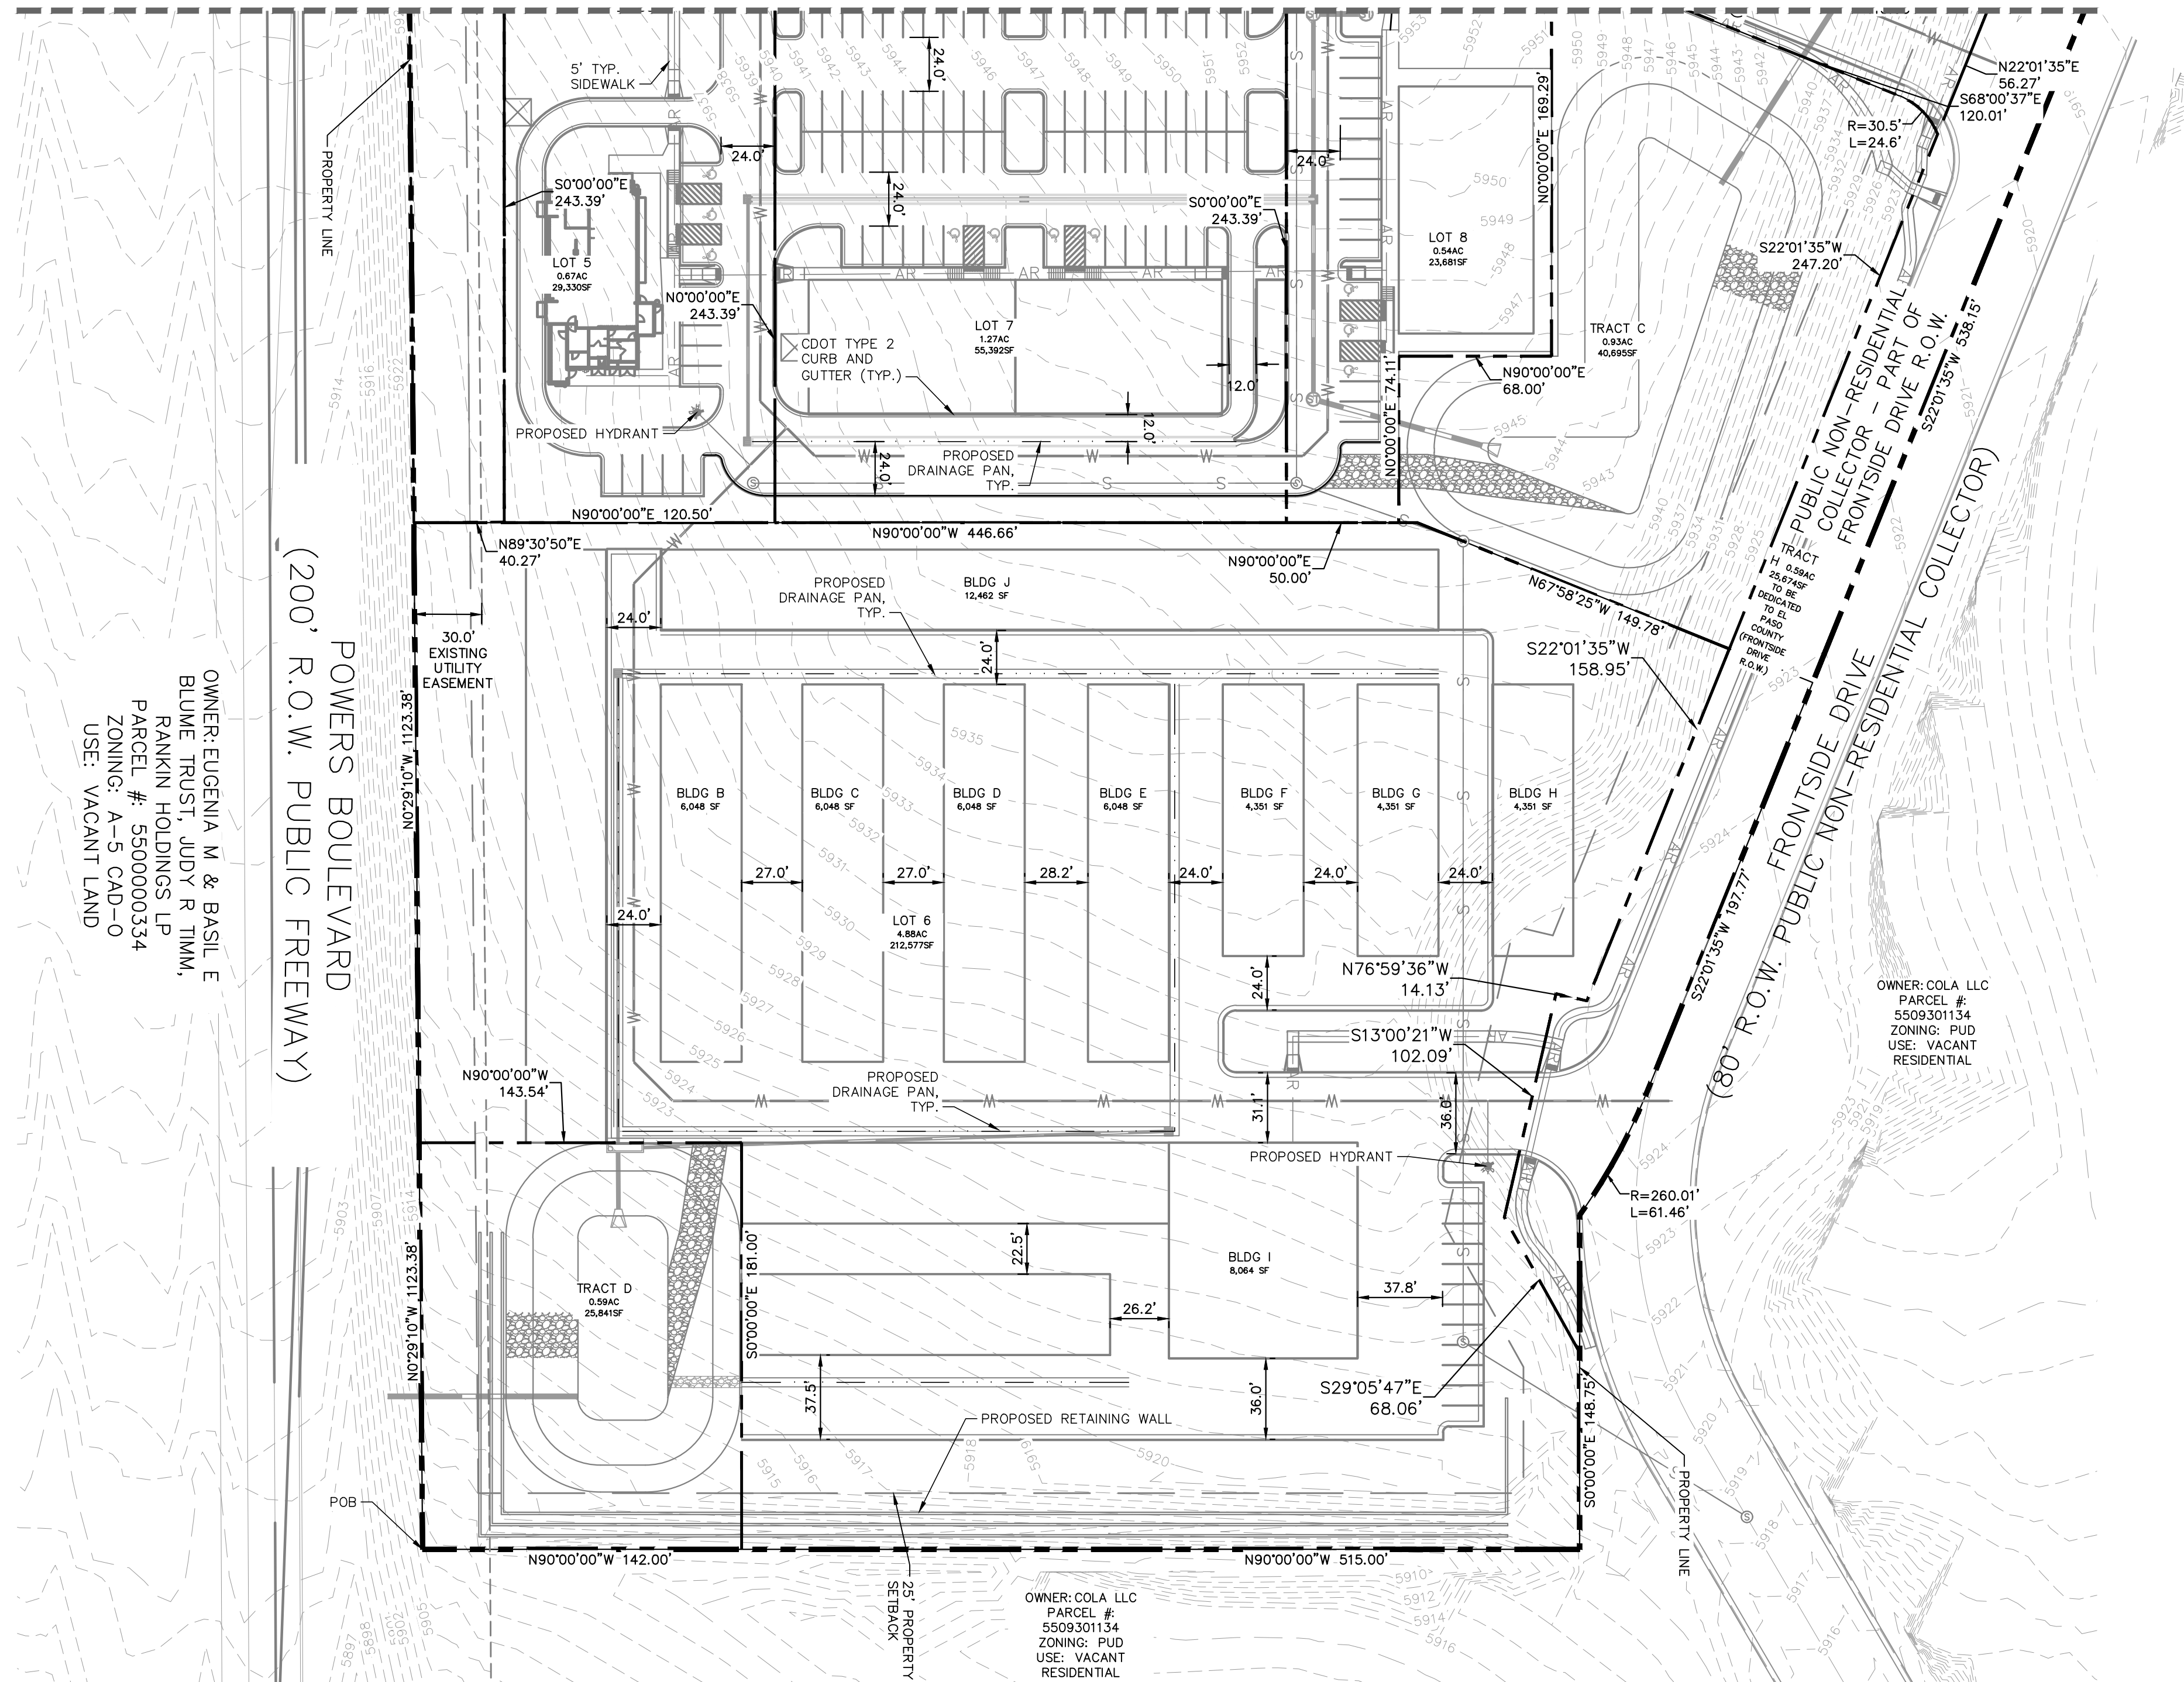 5' TYP.
SIDEWALK
PROPERTY LINE
S0°00'00"E
243.39'
LOT 5
0.67AC
29,330SF
N0°00'00"E
243.39'
24.0'
24.0'
24.0'
24.0'
S0°00'00"E
243.39'
LOT 7
1.27AC
55,392SF
CDOT TYPE 2
CURB AND
GUTTER (TYP.)
12.0'
12.0'
24.0'
PROPOSED HYDRANT
PROPOSED
DRAINAGE PAN,
TYP.
LOT 8
0.54AC
23,681SF
N0°00'00"E 169.29'
N0°00'00"E 74.11'
N90°00'00"E
68.00'
TRACT C
0.93AC
40,695SF
N22°01'35"E
56.27'
S68°00'37"E
120.01'
R=30.5'
L=24.6'
S22°01'35"W
247.20'
PUBLIC NON-RESIDENTIAL
COLLECTOR - PART OF
FRONTSIDE DRIVE R.O.W.
S22°01'35"W 538.15'
N90°00'00"E 120.50'
N90°00'00"W 446.66'
N89°30'50"E
40.27'
N90°00'00"E
50.00'
N67°58'25"W 149.78'
TRACT
H 0.59AC
25,674SF
TO BE
DEDICATED
TO EL
PASO
COUNTY
(FRONTSIDE
DRIVE
R.O.W.)
S22°01'35"W
158.95'
30.0'
EXISTING
UTILITY
EASEMENT
24.0'
PROPOSED
DRAINAGE PAN,
TYP.
BLDG J
12,462 SF
24.0'
BLDG B
6,048 SF
BLDG C
6,048 SF
BLDG D
6,048 SF
BLDG E
6,048 SF
BLDG F
4,351 SF
BLDG G
4,351 SF
BLDG H
4,351 SF
27.0'
27.0'
28.2'
24.0'
24.0'
24.0'
24.0'
LOT 6
4.88AC
212,577SF
24.0'
N76°59'36"W
14.13'
S13°00'21"W
102.09'
N0°29'10"W 1123.38'
POWERS BOULEVARD
(200' R.O.W. PUBLIC FREEWAY)
OWNER: EUGENIA M & BASIL E
BLUME TRUST, JUDY R TIMM,
RANKIN HOLDINGS LP
PARCEL #: 5500000334
ZONING: A-5 CAD-O
USE: VACANT LAND
FRONTSIDE DRIVE
(80' R.O.W. PUBLIC NON-RESIDENTIAL COLLECTOR)
S22°01'35"W 197.77'
OWNER: COLA LLC
PARCEL #:
5509301134
ZONING: PUD
USE: VACANT
RESIDENTIAL
N90°00'00"W
143.54'
PROPOSED
DRAINAGE PAN,
TYP.
31.1'
36.0'
PROPOSED HYDRANT
R=260.01'
L=61.46'
N0°29'10"W 1123.38'
TRACT D
0.59AC
25,841SF
S0°00'00"E 181.00'
22.5'
26.2'
BLDG I
8,064 SF
37.8'
37.5'
36.0'
S29°05'47"E
68.06'
S0°00'00"E 148.75'
PROPERTY LINE
PROPOSED RETAINING WALL
POB
N90°00'00"W 142.00'
N90°00'00"W 515.00'
25' PROPERTY
SETBACK
OWNER: COLA LLC
PARCEL #:
5509301134
ZONING: PUD
USE: VACANT
RESIDENTIAL